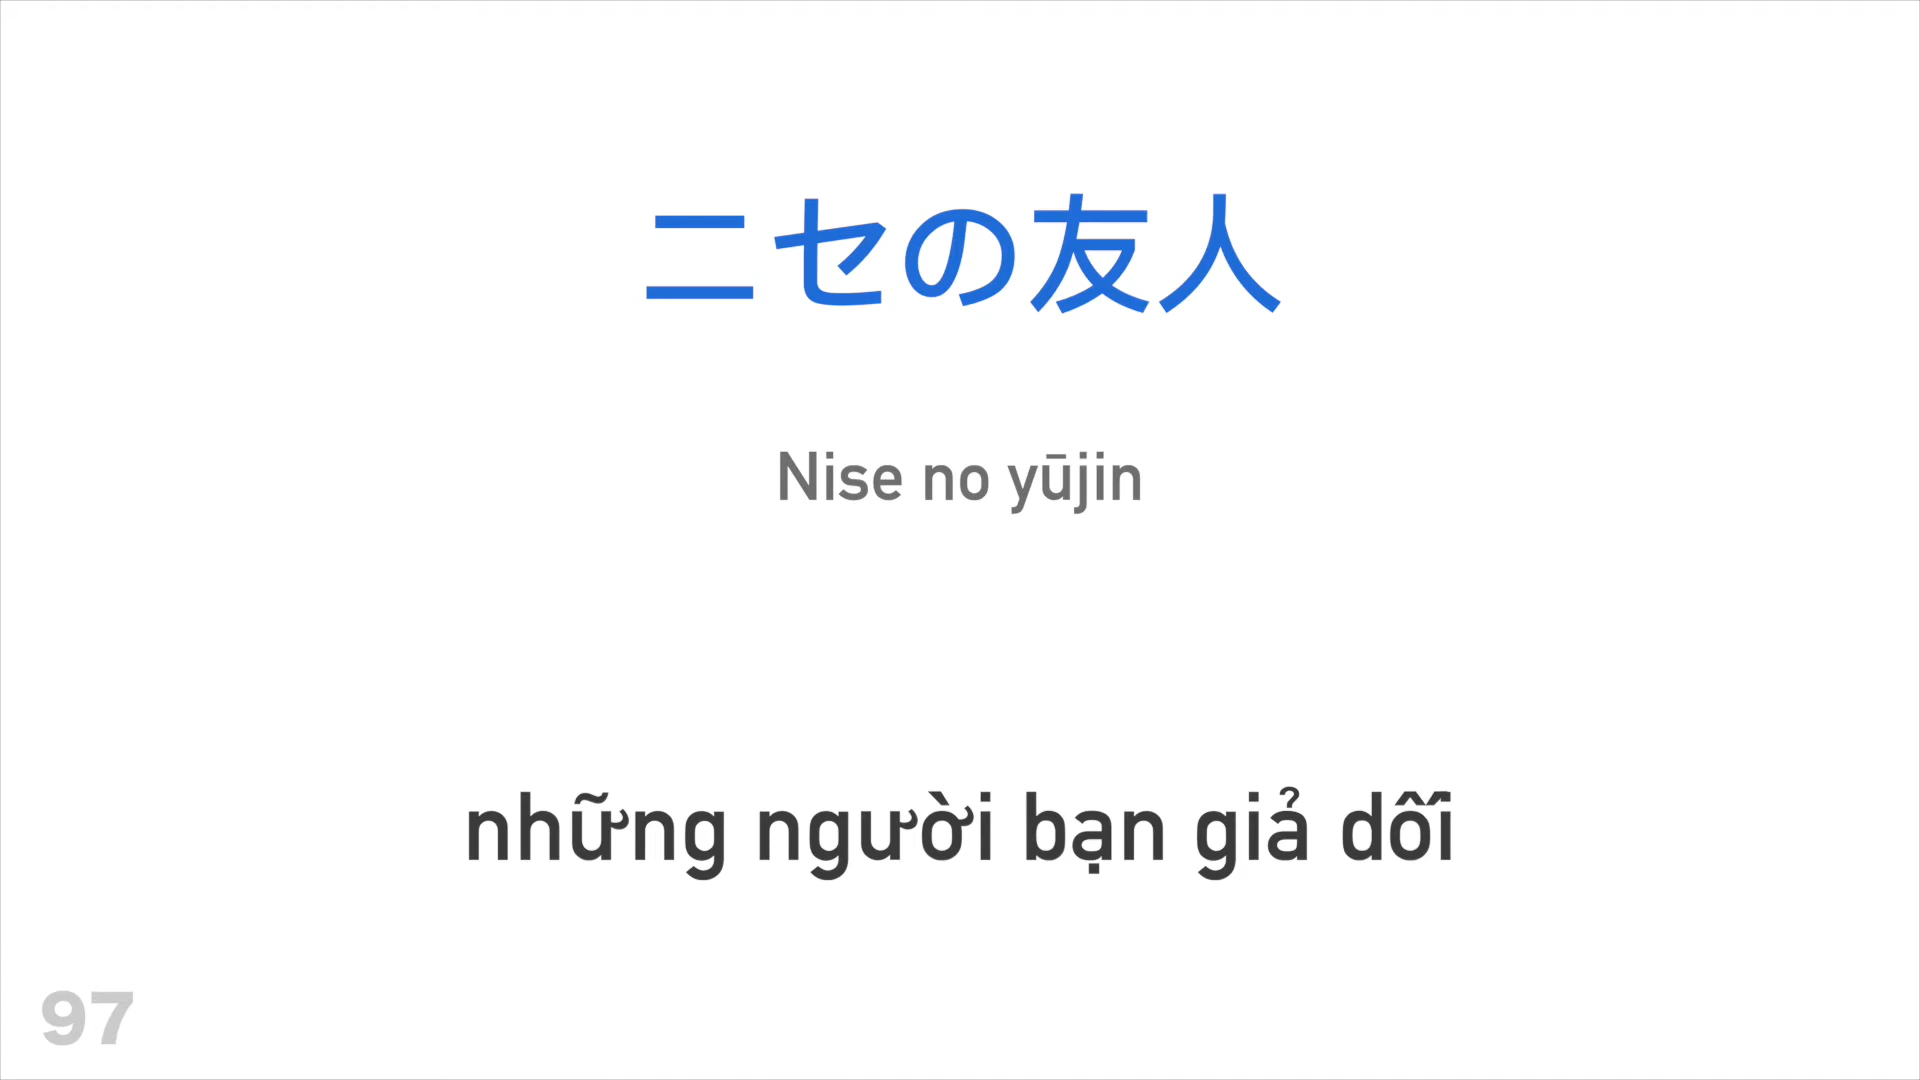 ニセの友人
Nise no yūjin
những người bạn giả dối
97